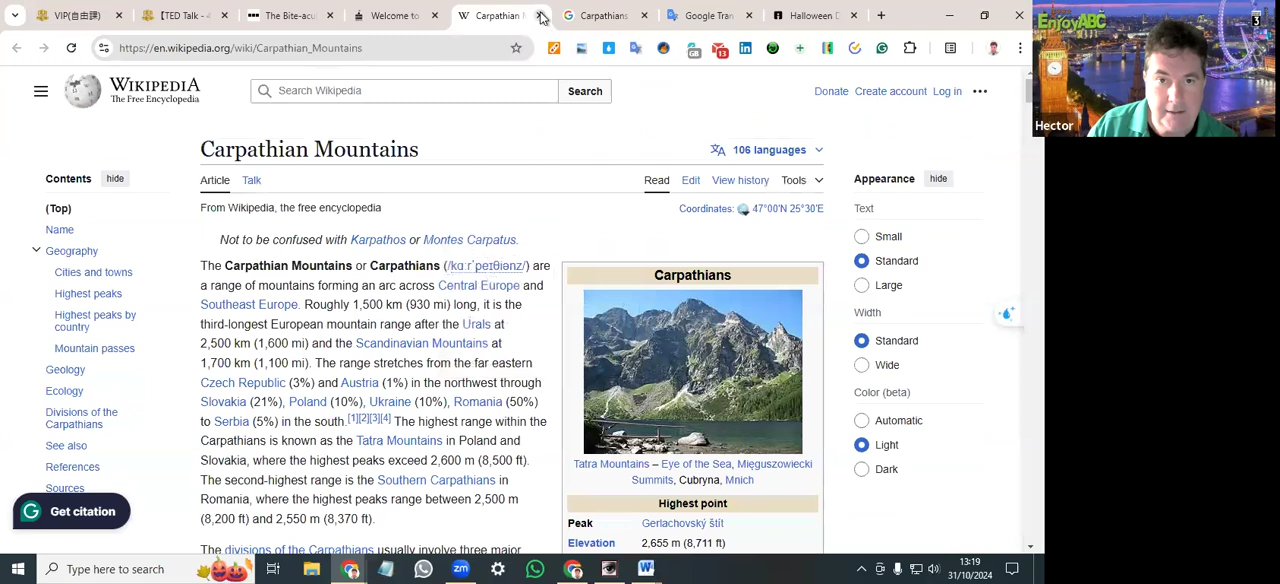 VIP(自由課)
【TED Talk - 4
The Bite-a
Welcome to
Carpathian
Carpathians
Google Tran
Halloween D
https://en.wikipedia.org/wiki/Carpathian_Mountains
GR
13
EnjoyABC
3
Hector
WIKIPEDIA
The Free Encyclopedia
Search Wikipedia
Search
Donate
Create account
Log in
Carpathian Mountains
106 languages
Contents
hide
(Top)
Name
Geography
Cities and towns
Highest peaks
Highest peaks by
country
Mountain passes
Geology
Ecology
Divisions of the
Carpathians
See also
References
Sources
Get citation
Article
Talk
Read
Edit
View history
Tools
From Wikipedia, the free encyclopedia
Coordinates: 47°00′N 25°30′E
Not to be confused with Karpathos or Montes Carpatus.
The Carpathian Mountains or Carpathians (/kɑːrˈpeɪθiənz/) are
a range of mountains forming an arc across Central Europe and
Southeast Europe. Roughly 1,500 km (930 mi) long, it is the
third-longest European mountain range after the Urals at
2,500 km (1,600 mi) and the Scandinavian Mountains at
1,700 km (1,100 mi). The range stretches from the far eastern
Czech Republic (3%) and Austria (1%) in the northwest through
Slovakia (21%), Poland (10%), Ukraine (10%), Romania (50%)
to Serbia (5%) in the south.[1][2][3][4] The highest range within the
Carpathians is known as the Tatra Mountains in Poland and
Slovakia, where the highest peaks exceed 2,600 m (8,500 ft).
The second-highest range is the Southern Carpathians in
Romania, where the highest peaks range between 2,500 m
(8,200 ft) and 2,550 m (8,370 ft).
The divisions of the Carpathians usually involve three major
Carpathians
Tatra Mountains – Eye of the Sea, Mięguszowiecki
Summits, Cubryna, Mnich
Highest point
Peak Gerlachovský štít
Elevation 2,655 m (8,711 ft)
Appearance
hide
Text
Small
Standard
Large
Width
Standard
Wide
Color (beta)
Automatic
Light
Dark
Type here to search
zm
13:19
31/10/2024